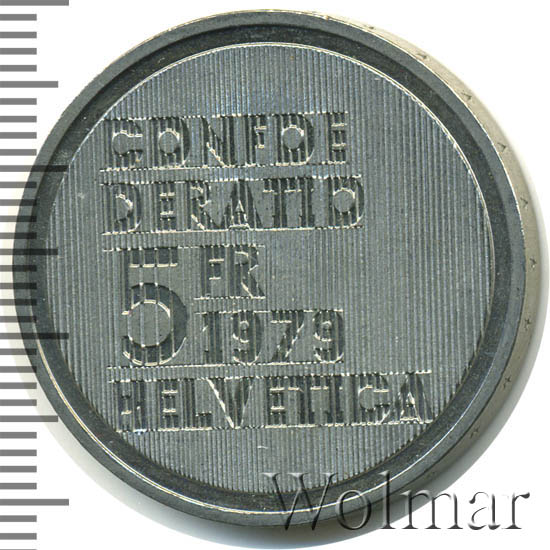 CONFOE
DERATIO
5 FR
1979
HELVETICA
Wolmar